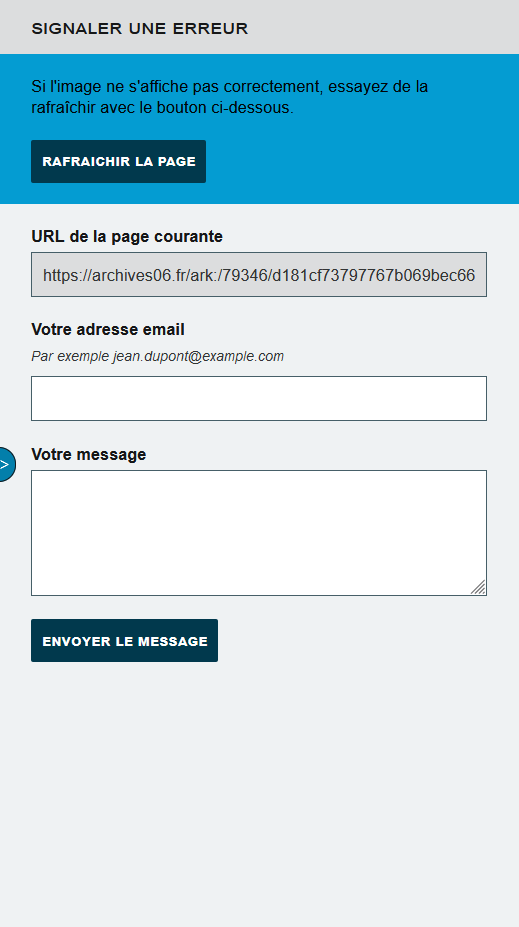 SIGNALER UNE ERREUR
Si l'image ne s'affiche pas correctement, essayez de la
rafraîchir avec le bouton ci-dessous.
RAFRAICHIR LA PAGE
URL de la page courante
https://archives06.fr/ark:/79346/d181cf73797767b069bec66
Votre adresse email
Par exemple jean.dupont@example.com
Votre message
>
ENVOYER LE MESSAGE